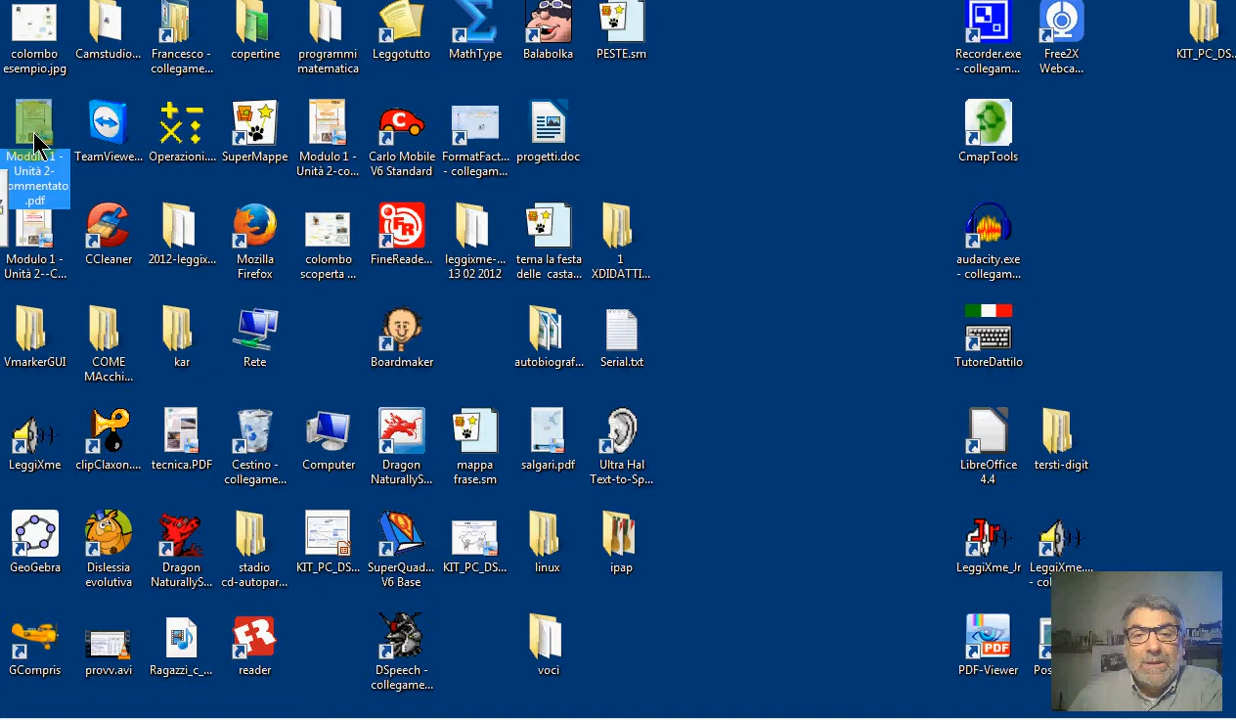 colombo
esempio.jpg
Camstudio...
Francesco -
collegame...
copertine
programmi
matematica
Leggotutto
MathType
Balabolka
PESTE.sm
Recorder.exe
- collegam...
Free2X
Webca...
KIT_PC_DS...
Modulo 1 -
Unità 2-
ommentato
.pdf
TeamViewe...
Operazioni...
SuperMappe
Modulo 1 -
Unità 2-co...
Carlo Mobile
V6 Standard
FormatFact...
- collegam...
progetti.doc
CmapTools
Modulo 1 -
Unità 2--C...
CCleaner
2012-leggix...
Mozilla
Firefox
colombo
scoperta ...
FineReade...
leggixme-...
13 02 2012
tema la festa
delle casta...
1
XDIDATTI...
audacity.exe
- collegam...
VmarkerGUI
COME
MAcchi...
kar
Rete
Boardmaker
autobiograf...
Serial.txt
TutoreDattilo
LeggiXme
clipClaxon....
tecnica.PDF
Cestino -
collegame...
Computer
Dragon
NaturallyS...
mappa
frase.sm
salgari.pdf
Ultra Hal
Text-to-Sp...
LibreOffice
4.4
tersti-digit
GeoGebra
Dislessia
evolutiva
Dragon
NaturallyS...
stadio
cd-autopar...
KIT_PC_DS...
SuperQuad...
V6 Base
KIT_PC_DS...
linux
ipap
LeggiXme_Jr
LeggiXme....
- co
GCompris
provv.avi
Ragazzi_c_...
reader
DSpeech -
collegame...
voci
PDF
PDF-Viewer
Pos